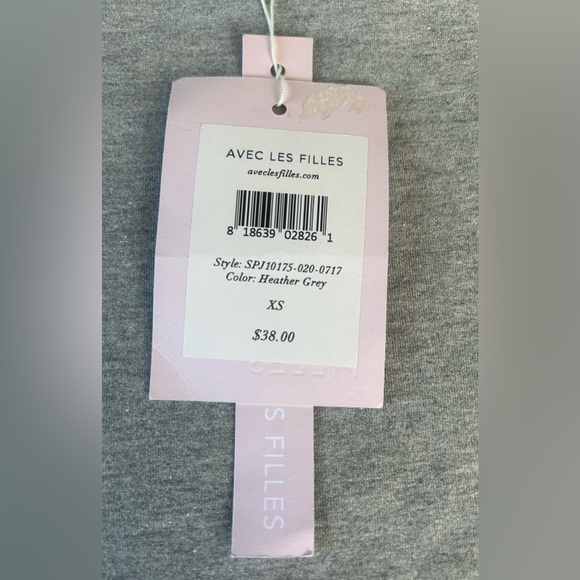 AVEC LES FILLES
aveclesfilles.com
8 18639 02826 1
Style: SPJ10175-020-0717
Color: Heather Grey
XS
$38.00
S FILLES